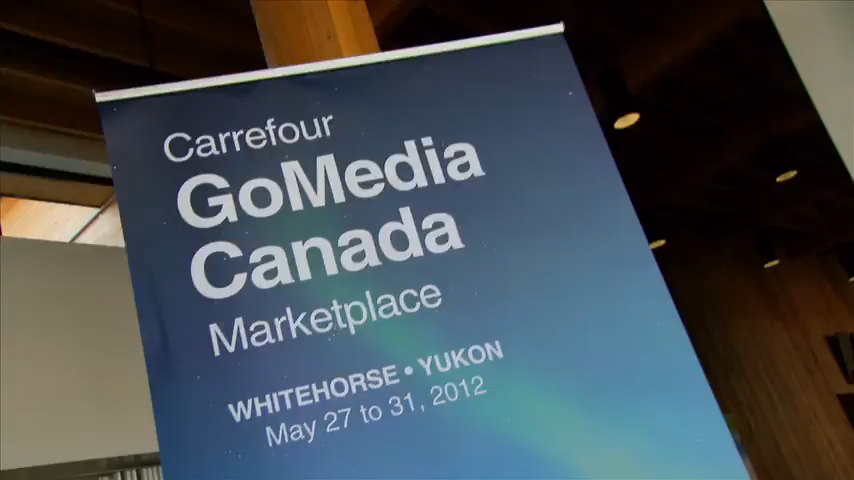 Carrefour
GoMedia
Canada
Marketplace
WHITEHORSE • YUKON
May 27 to 31, 2012